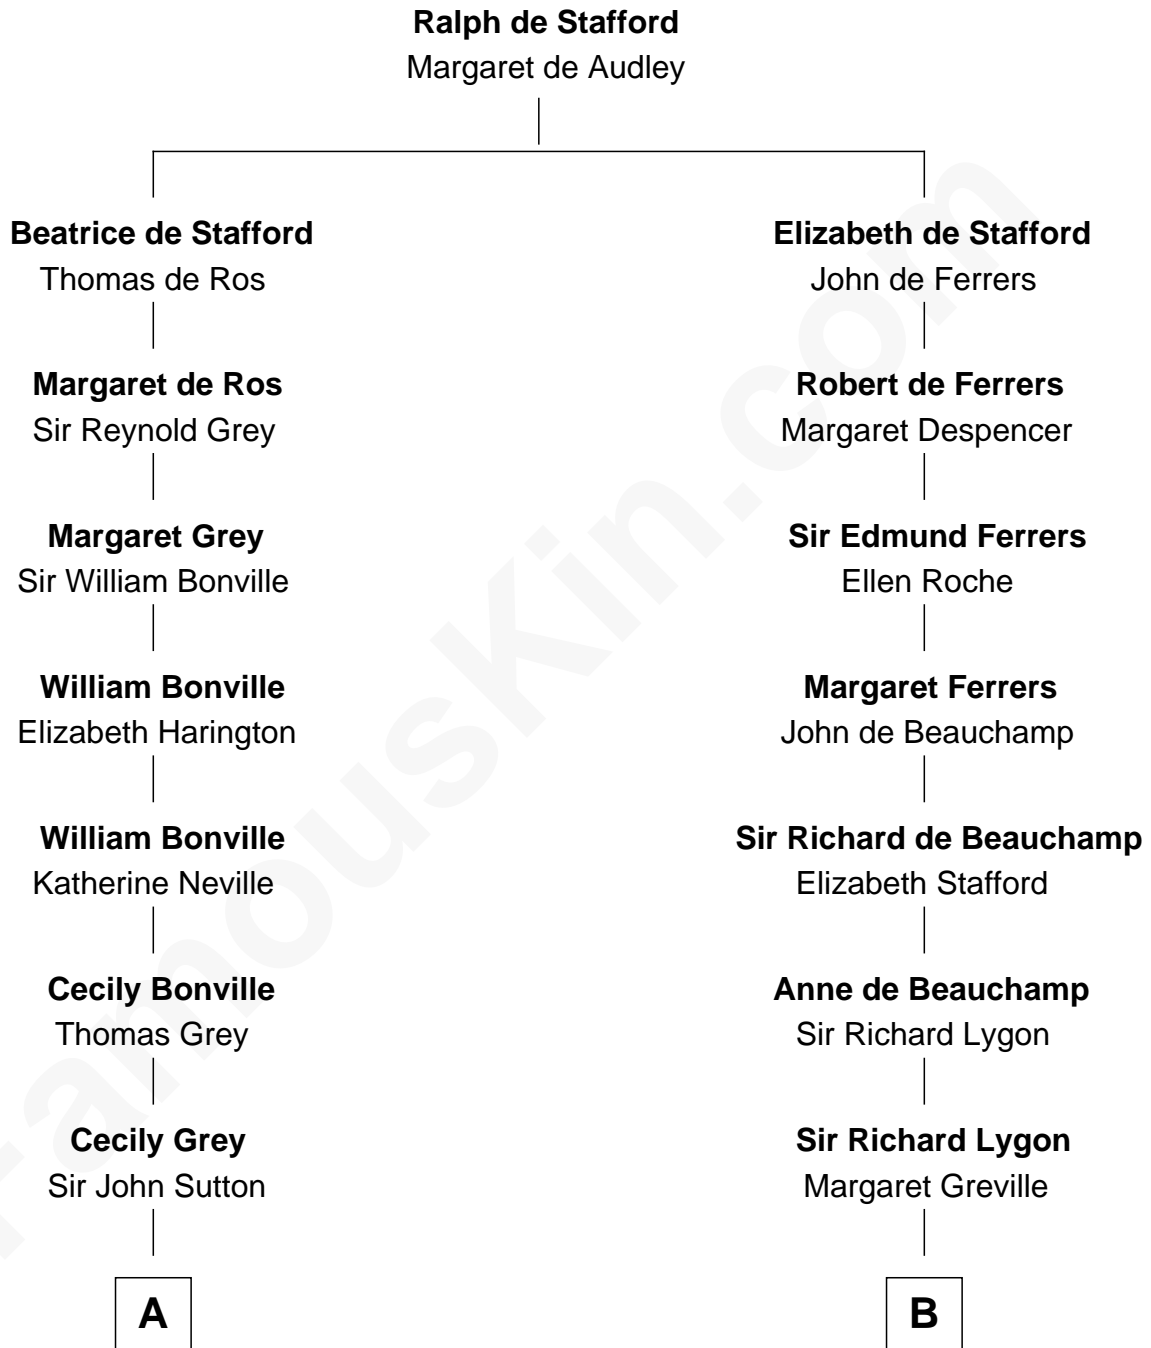 Ralph de Stafford
Margaret de Audley
Beatrice de Stafford
Thomas de Ros
Elizabeth de Stafford
John de Ferrers
Margaret de Ros
Sir Reynold Grey
Robert de Ferrers
Margaret Despencer
Margaret Grey
Sir William Bonville
Sir Edmund Ferrers
Ellen Roche
William Bonville
Elizabeth Harington
Margaret Ferrers
John de Beauchamp
William Bonville
Katherine Neville
Sir Richard de Beauchamp
Elizabeth Stafford
Cecily Bonville
Thomas Grey
Anne de Beauchamp
Sir Richard Lygon
Cecily Grey
Sir John Sutton
Sir Richard Lygon
Margaret Greville
A
B
FamousKin.com